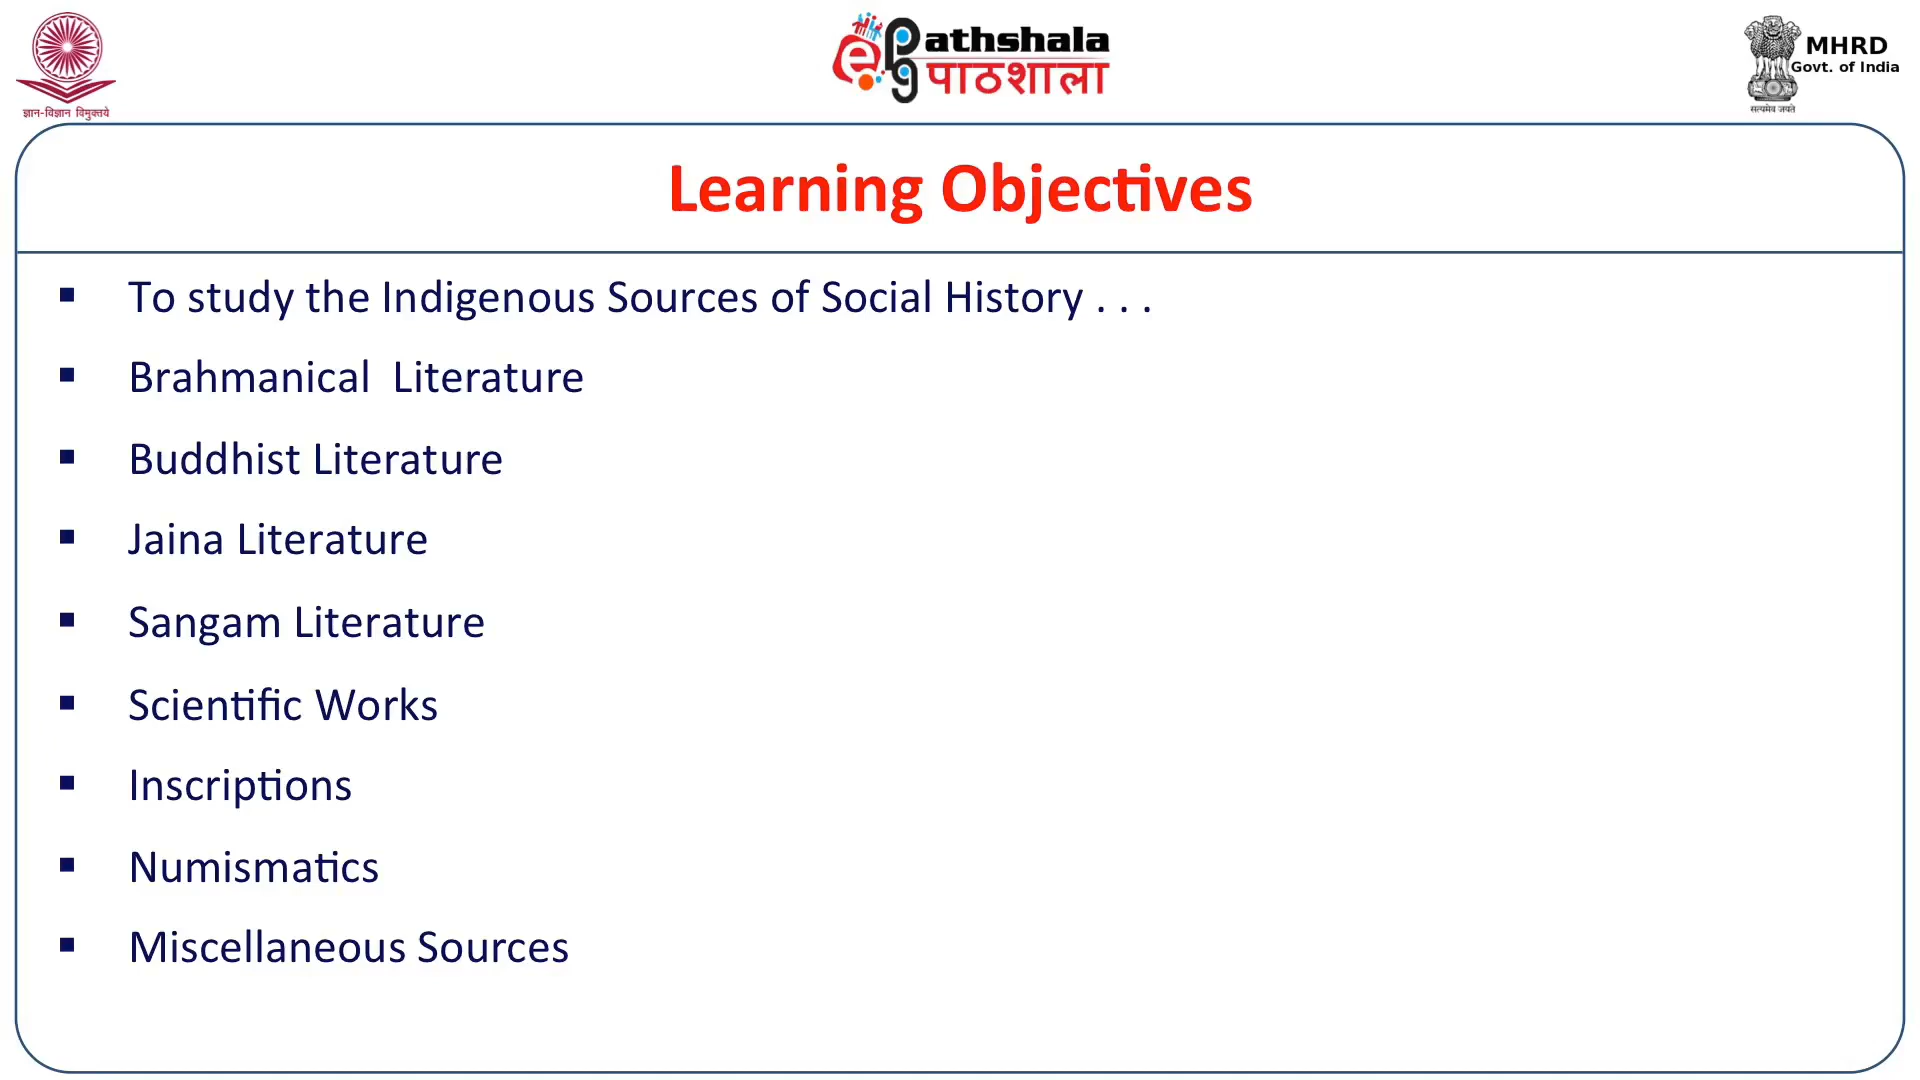 ज्ञान-विज्ञान विमुक्तये
ePathshala
पाठशाला
MHRD
Govt. of India
सत्यमेव जयते
Learning Objectives
▪ To study the Indigenous Sources of Social History . . .
▪ Brahmanical Literature
▪ Buddhist Literature
▪ Jaina Literature
▪ Sangam Literature
▪ Scientific Works
▪ Inscriptions
▪ Numismatics
▪ Miscellaneous Sources